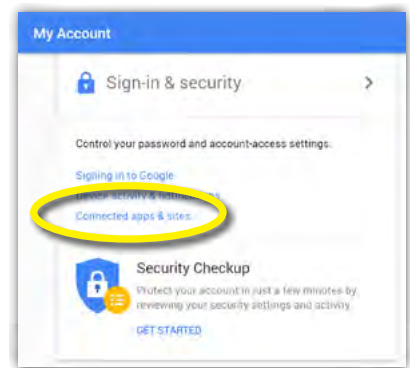 My Account
Sign-in & security
Control your password and account-access settings.
Signing in to Google
Device activity & notifications
Connected apps & sites
Security Checkup
Protect your account in just a few minutes by
reviewing your security settings and activity.
GET STARTED